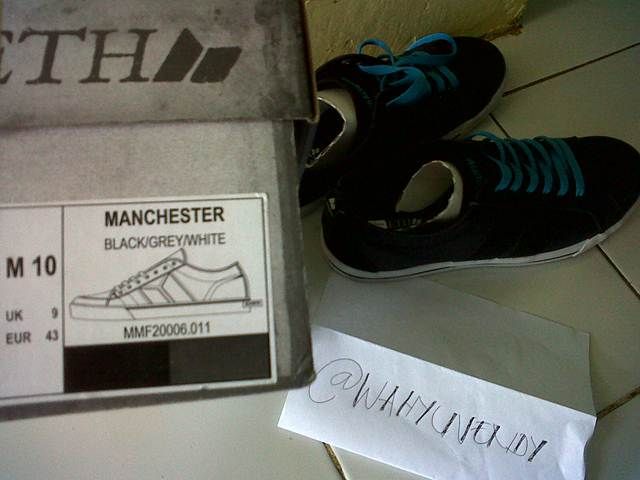 ETH
MANCHESTER
BLACK/GREY/WHITE
M 10
UK 9
EUR 43
MMF20006.011
@WAHYUVENDY